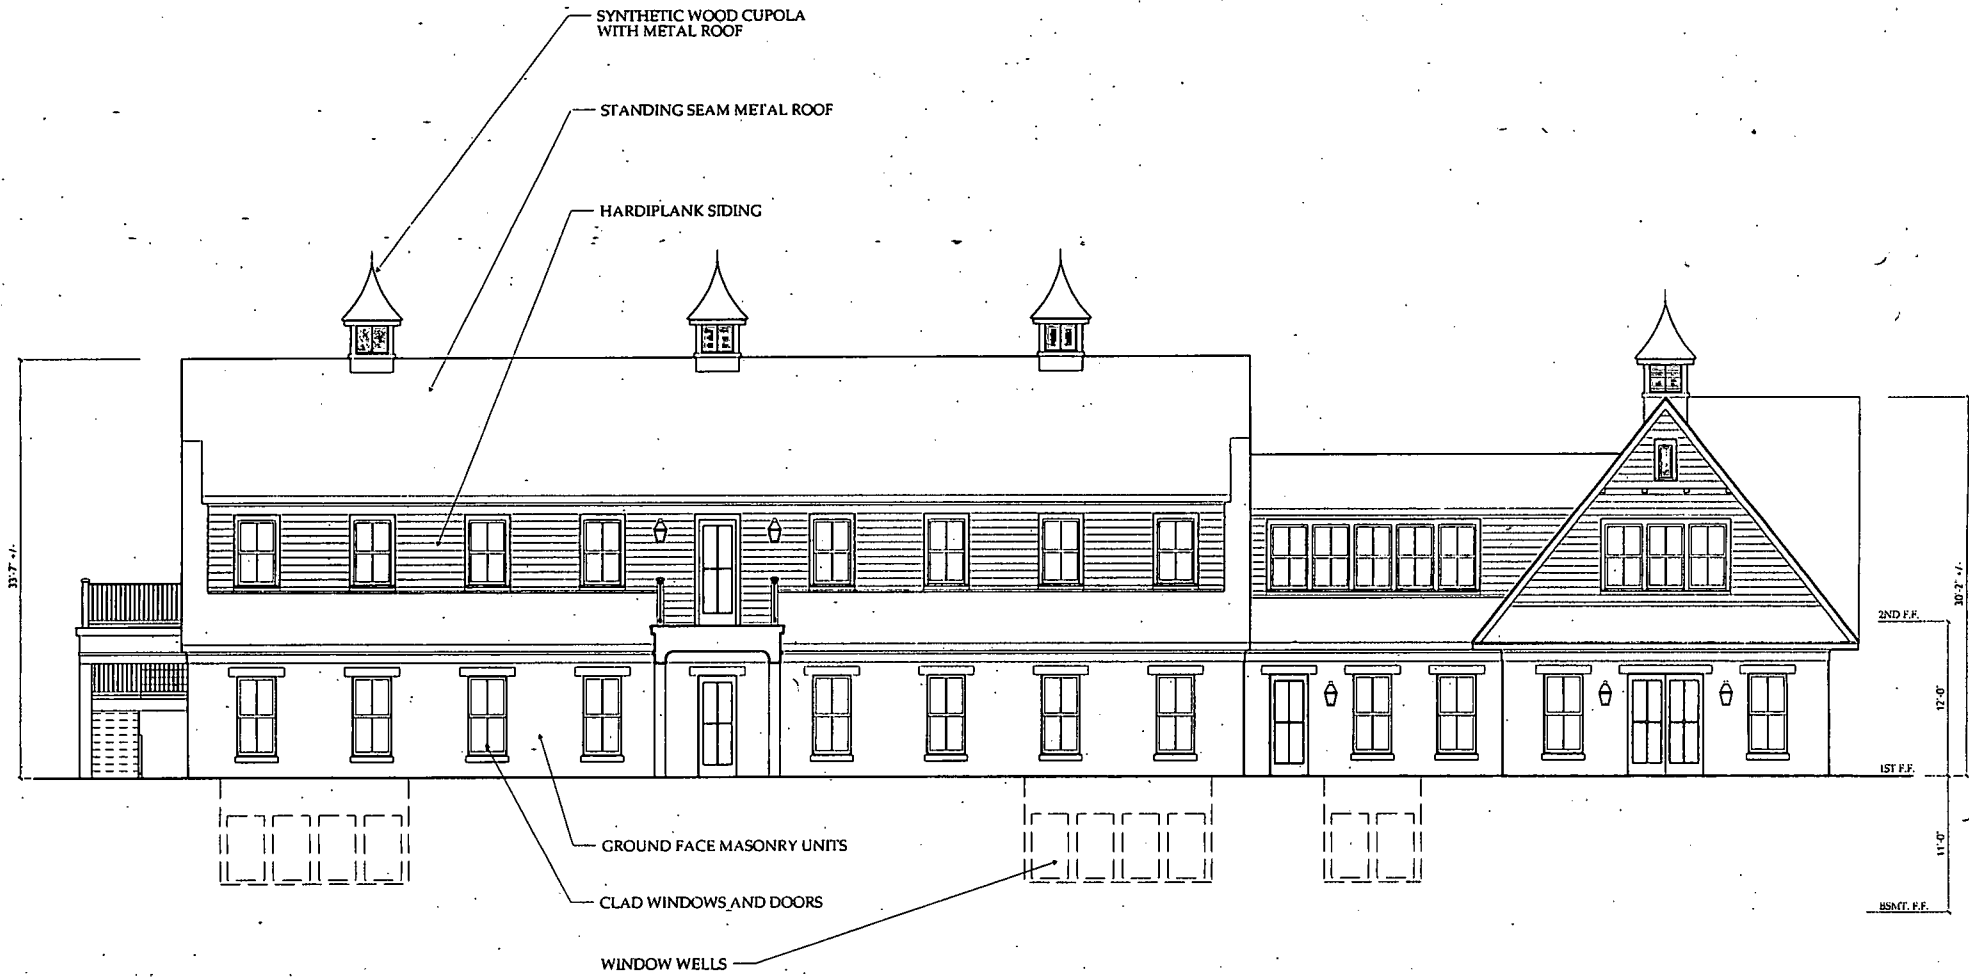 SYNTHETIC WOOD CUPOLA
WITH METAL ROOF
STANDING SEAM METAL ROOF
HARDIPLANK SIDING
33'-7" +/-
30'-2" +/-
2ND F.F.
12'-0"
1ST F.F.
11'-0"
GROUND FACE MASONRY UNITS
CLAD WINDOWS AND DOORS
BSMT. F.F.
WINDOW WELLS